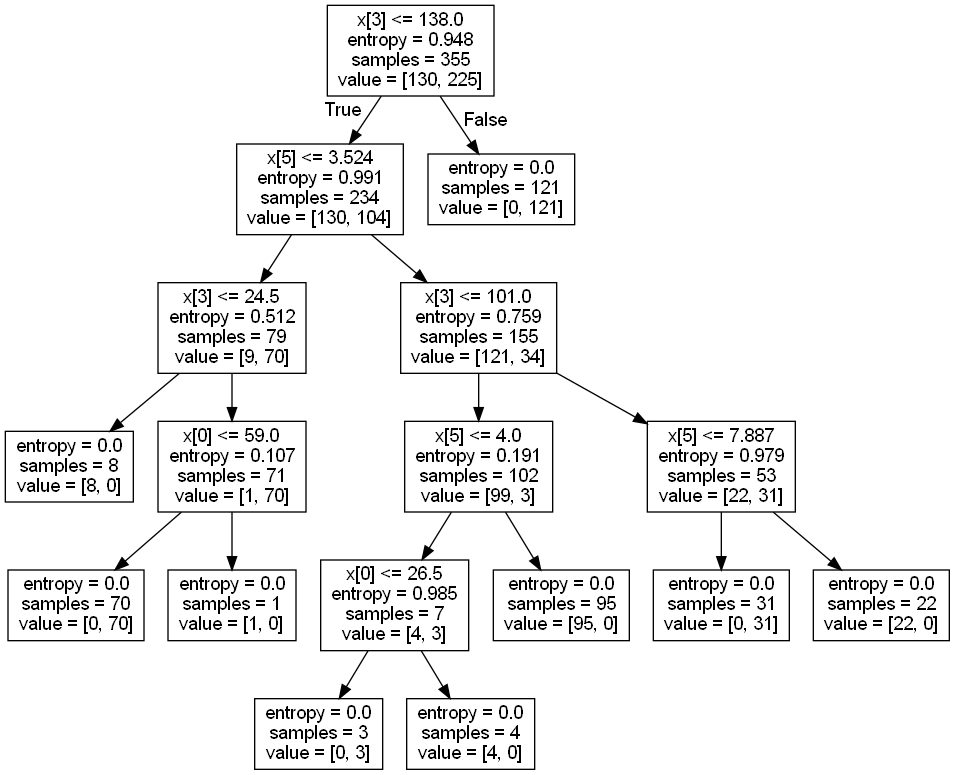 x[3] <= 138.0
entropy = 0.948
samples = 355
value = [130, 225]
True
False
x[5] <= 3.524
entropy = 0.991
samples = 234
value = [130, 104]
entropy = 0.0
samples = 121
value = [0, 121]
x[3] <= 24.5
entropy = 0.512
samples = 79
value = [9, 70]
x[3] <= 101.0
entropy = 0.759
samples = 155
value = [121, 34]
entropy = 0.0
samples = 8
value = [8, 0]
x[0] <= 59.0
entropy = 0.107
samples = 71
value = [1, 70]
x[5] <= 4.0
entropy = 0.191
samples = 102
value = [99, 3]
x[5] <= 7.887
entropy = 0.979
samples = 53
value = [22, 31]
entropy = 0.0
samples = 70
value = [0, 70]
entropy = 0.0
samples = 1
value = [1, 0]
x[0] <= 26.5
entropy = 0.985
samples = 7
value = [4, 3]
entropy = 0.0
samples = 95
value = [95, 0]
entropy = 0.0
samples = 31
value = [0, 31]
entropy = 0.0
samples = 22
value = [22, 0]
entropy = 0.0
samples = 3
value = [0, 3]
entropy = 0.0
samples = 4
value = [4, 0]